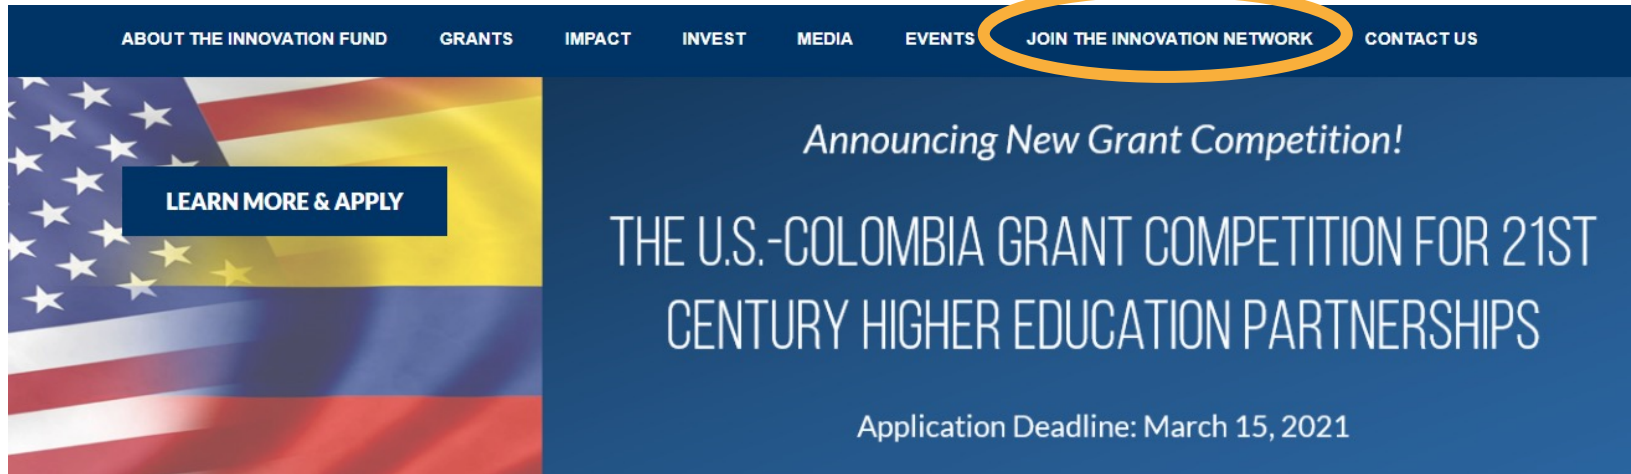 ABOUT THE INNOVATION FUND GRANTS IMPACT INVEST MEDIA EVENTS JOIN THE INNOVATION NETWORK CONTACT US
LEARN MORE & APPLY
Announcing New Grant Competition!
THE U.S.-COLOMBIA GRANT COMPETITION FOR 21ST
CENTURY HIGHER EDUCATION PARTNERSHIPS
Application Deadline: March 15, 2021